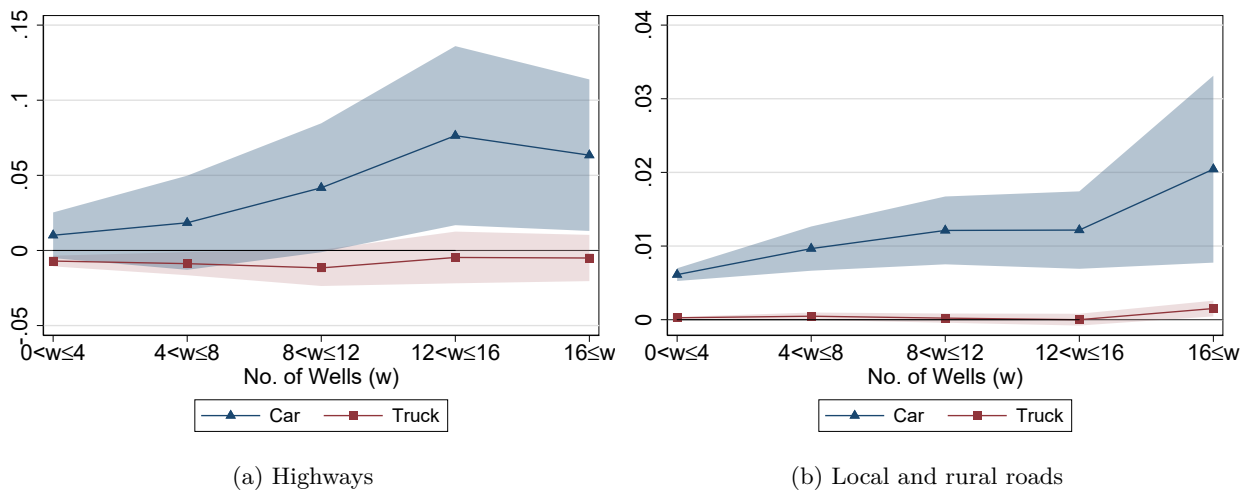 .15
.1
.05
0
-.05
0<w≤4
4<w≤8
8<w≤12
12<w≤16
16≤w
No. of Wells (w)
Car
Truck
(a) Highways
.04
.03
.02
.01
0
0<w≤4
4<w≤8
8<w≤12
12<w≤16
16≤w
No. of Wells (w)
Car
Truck
(b) Local and rural roads